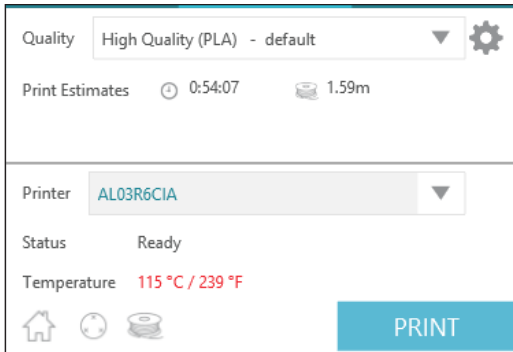 Quality High Quality (PLA) - default
Print Estimates 0:54:07 1.59m
Printer AL03R6CIA
Status Ready
Temperature 115 °C / 239 °F
PRINT